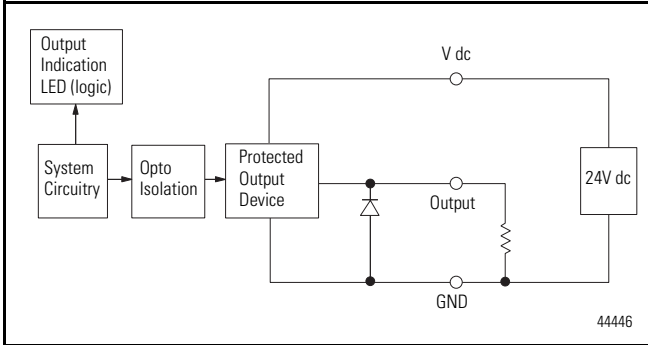 Output
Indication
LED (logic)
V dc
System
Circuitry
Opto
Isolation
Protected
Output
Device
24V dc
Output
GND
44446